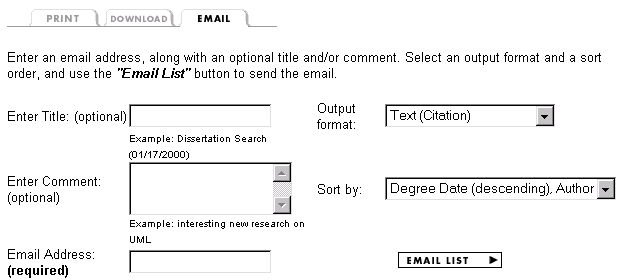 PRINT DOWNLOAD EMAIL
Enter an email address, along with an optional title and/or comment. Select an output format and a sort
order, and use the "Email List" button to send the email.
Enter Title: (optional)
Example: Dissertation Search
(01/17/2000)
Output
format:
Text (Citation)
Enter Comment:
(optional)
Example: interesting new research on
UML
Sort by:
Degree Date (descending), Author
Email Address:
(required)
EMAIL LIST